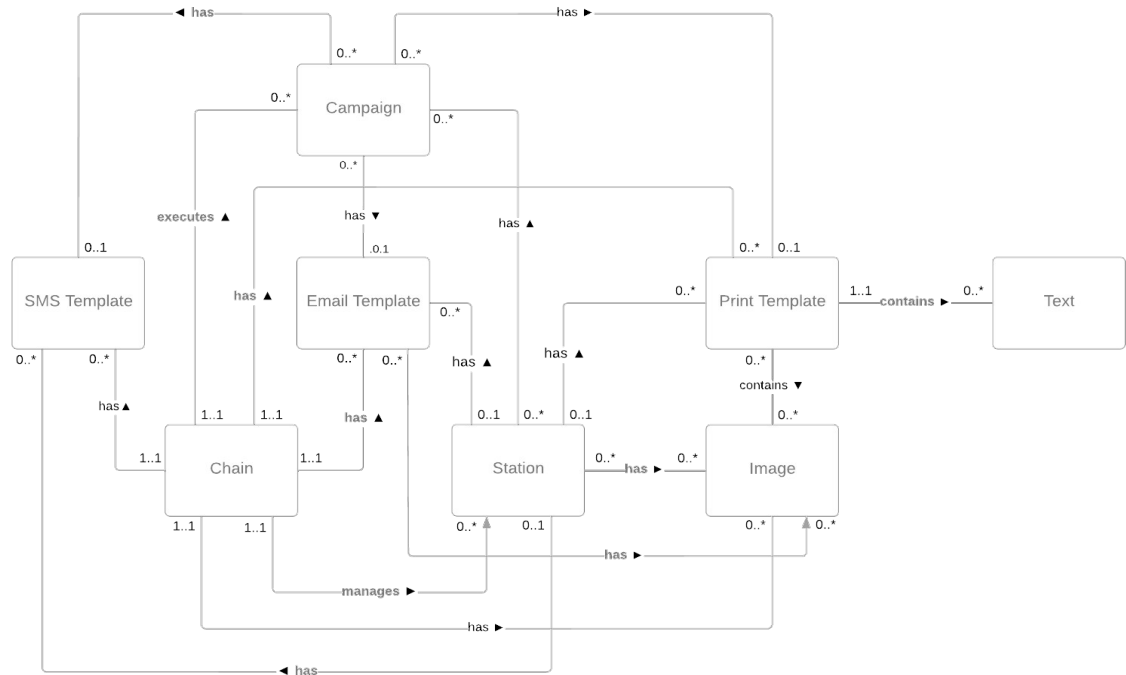 ◄ has
has ►
0..*
0..*
Campaign
0..*
0..*
0..*
executes ▲
has ▼
has ▲
0..1
.0.1
0..*
0..1
has ▲
SMS Template
Email Template
0..*
0..*
Print Template
1..1
contains ►
0..*
Text
0..*
0..*
0..*
0..*
has ▲
has ▲
0..*
contains ▼
has▲
has ▲
1..1
1..1
0..1
0..*
0..1
0..*
1..1
Chain
1..1
Station
0..*
has ►
0..*
Image
1..1
1..1
0..*
0..1
0..*
0..*
has ►
manages ►
has ►
◄ has